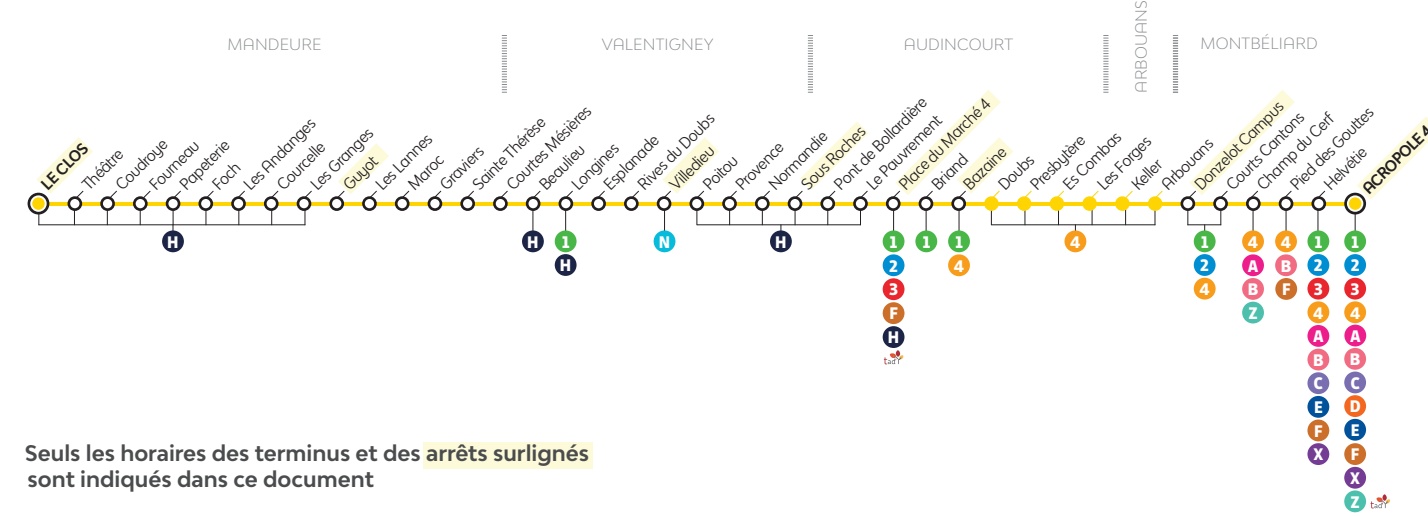 MANDEURE
VALENTIGNEY
AUDINCOURT
ARBOUANS
MONTBÉLIARD
LE CLOS
Théâtre
Coudroye
Fourneau
Papeterie
Foch
Les Andanges
Courcelle
Les Granges
Guyot
Les Lannes
Maroc
Graviers
Sainte Thérèse
Courtes Mésières
Beaulieu
Longines
Esplanade
Rives du Doubs
Villedieu
Poitou
Provence
Normandie
Sous Roches
Pont de Bollardière
Le Pauvrement
Place du Marché 4
Briand
Bazaine
Doubs
Presbytère
Es Combas
Les Forges
Keller
Arbouans
Donzelot Campus
Courts Cantons
Champ du Cerf
Pied des Gouttes
Helvétie
ACROPOLE 4
H
H
1
H
N
H
1
2
3
F
H
tad
1
1
4
4
1
2
4
4
A
B
Z
4
B
F
1
2
3
4
A
B
C
E
F
X
1
2
3
4
A
B
C
D
E
F
X
Z
tad
Seuls les horaires des terminus et des arrêts surlignés
sont indiqués dans ce document